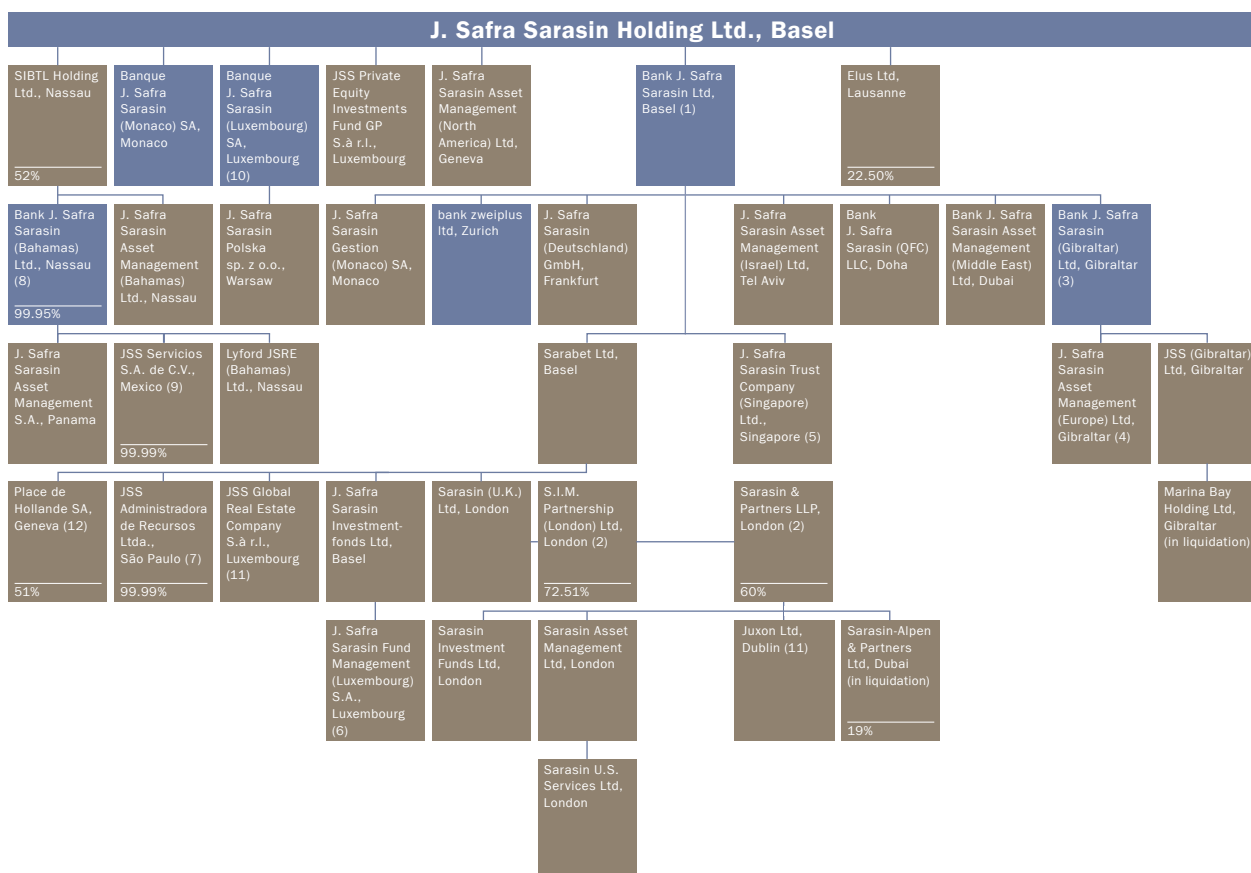 J. Safra Sarasin Holding Ltd., Basel
SIBTL Holding
Ltd., Nassau
52%
Banque
J. Safra
Sarasin
(Monaco) SA,
Monaco
Banque
J. Safra
Sarasin
(Luxembourg)
SA,
Luxembourg
(10)
JSS Private
Equity
Investments
Fund GP
S.à r.l.,
Luxembourg
J. Safra
Sarasin Asset
Management
(North
America) Ltd,
Geneva
Bank J. Safra
Sarasin Ltd,
Basel (1)
Elus Ltd,
Lausanne
22.50%
Bank J. Safra
Sarasin
(Bahamas)
Ltd., Nassau
(8)
99.95%
J. Safra
Sarasin
Asset
Management
(Bahamas)
Ltd., Nassau
J. Safra
Sarasin
Polska
sp. z o.o.,
Warsaw
J. Safra
Sarasin
Gestion
(Monaco) SA,
Monaco
bank zweiplus
ltd, Zurich
J. Safra
Sarasin
(Deutschland)
GmbH,
Frankfurt
J. Safra
Sarasin Asset
Management
(Israel) Ltd,
Tel Aviv
Bank
J. Safra
Sarasin (QFC)
LLC, Doha
Bank J. Safra
Sarasin Asset
Management
(Middle East)
Ltd, Dubai
Bank J. Safra
Sarasin
(Gibraltar)
Ltd, Gibraltar
(3)
J. Safra
Sarasin
Asset
Management
S.A., Panama
JSS Servicios
S.A. de C.V.,
Mexico (9)
99.99%
Lyford JSRE
(Bahamas)
Ltd., Nassau
Sarabet Ltd,
Basel
J. Safra
Sarasin Trust
Company
(Singapore)
Ltd.,
Singapore (5)
J. Safra
Sarasin
Asset
Management
(Europe) Ltd,
Gibraltar (4)
JSS (Gibraltar)
Ltd, Gibraltar
Place de
Hollande SA,
Geneva (12)
51%
JSS
Administradora
de Recursos
Ltda.,
São Paulo (7)
99.99%
JSS Global
Real Estate
Company
S.à r.l.,
Luxembourg
(11)
J. Safra
Sarasin
Investment-
fonds Ltd,
Basel
Sarasin (U.K.)
Ltd, London
S.I.M.
Partnership
(London) Ltd,
London (2)
72.51%
Sarasin &
Partners LLP,
London (2)
60%
Marina Bay
Holding Ltd,
Gibraltar
(in liquidation)
J. Safra
Sarasin Fund
Management
(Luxembourg)
S.A.,
Luxembourg
(6)
Sarasin
Investment
Funds Ltd,
London
Sarasin Asset
Management
Ltd, London
Juxon Ltd,
Dublin (11)
Sarasin-Alpen
& Partners
Ltd, Dubai
(in liquidation)
19%
Sarasin U.S.
Services Ltd,
London